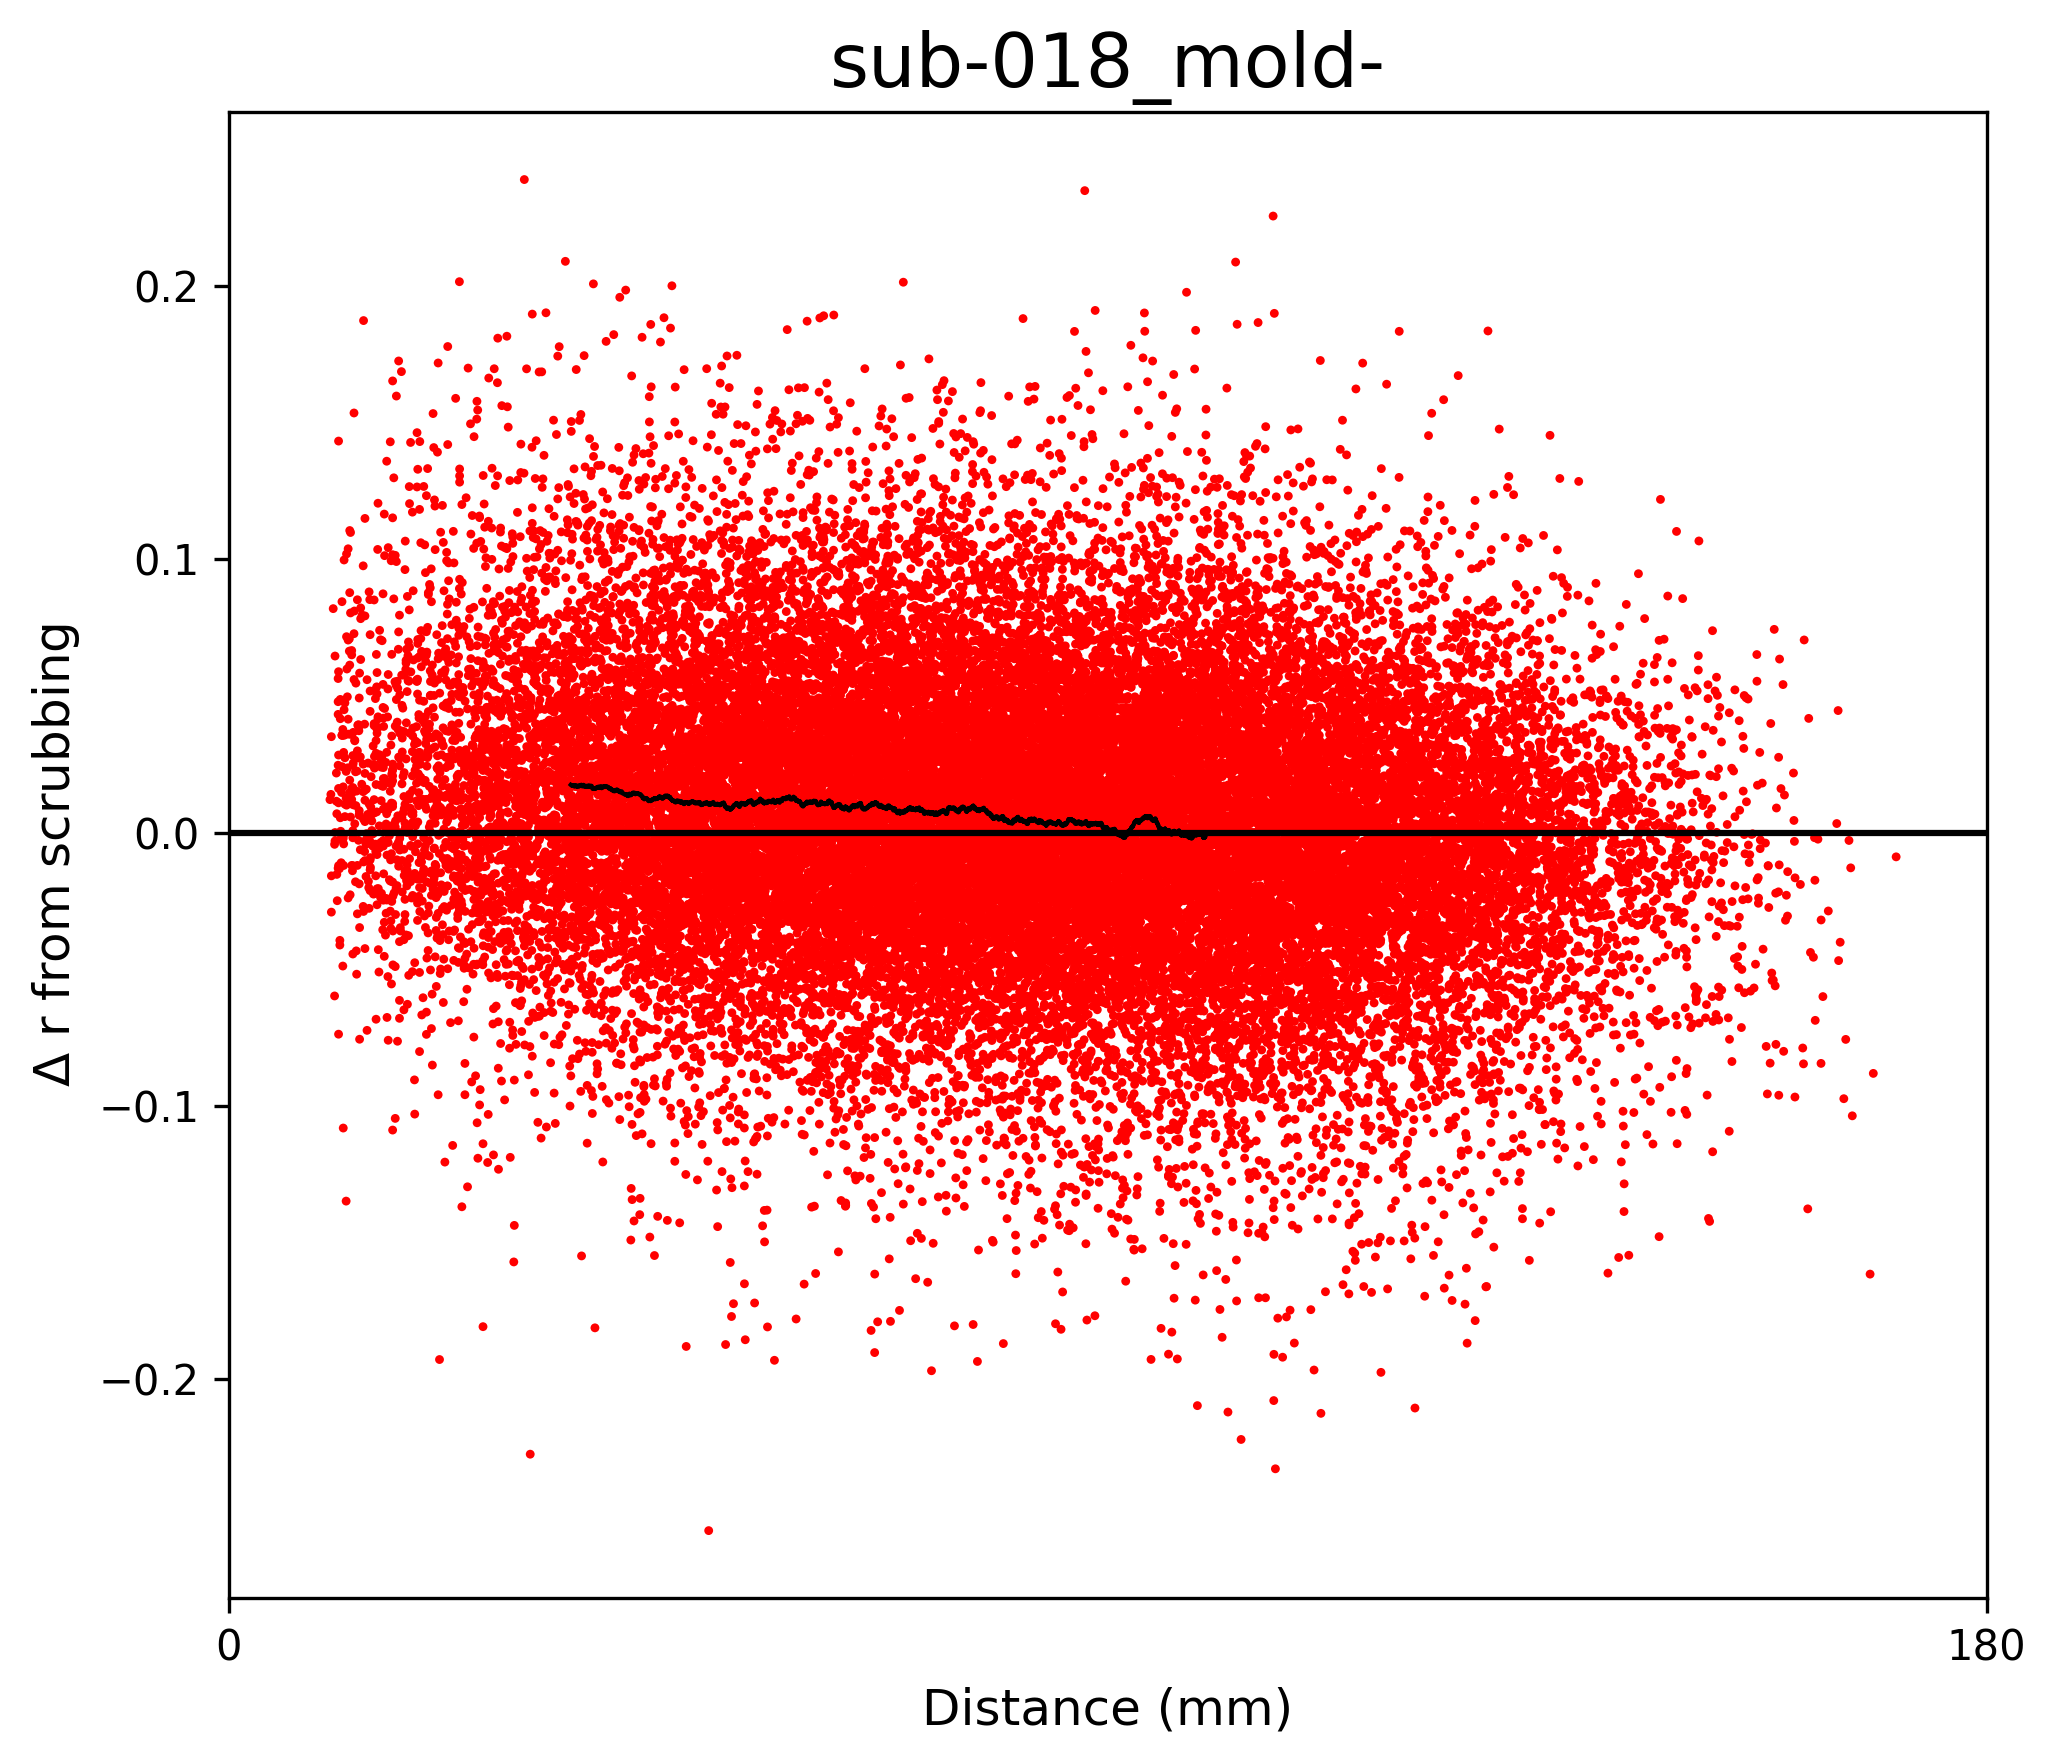 sub-018_mold-
Δ r from scrubbing
0.2
0.1
0.0
−0.1
−0.2
0
180
Distance (mm)